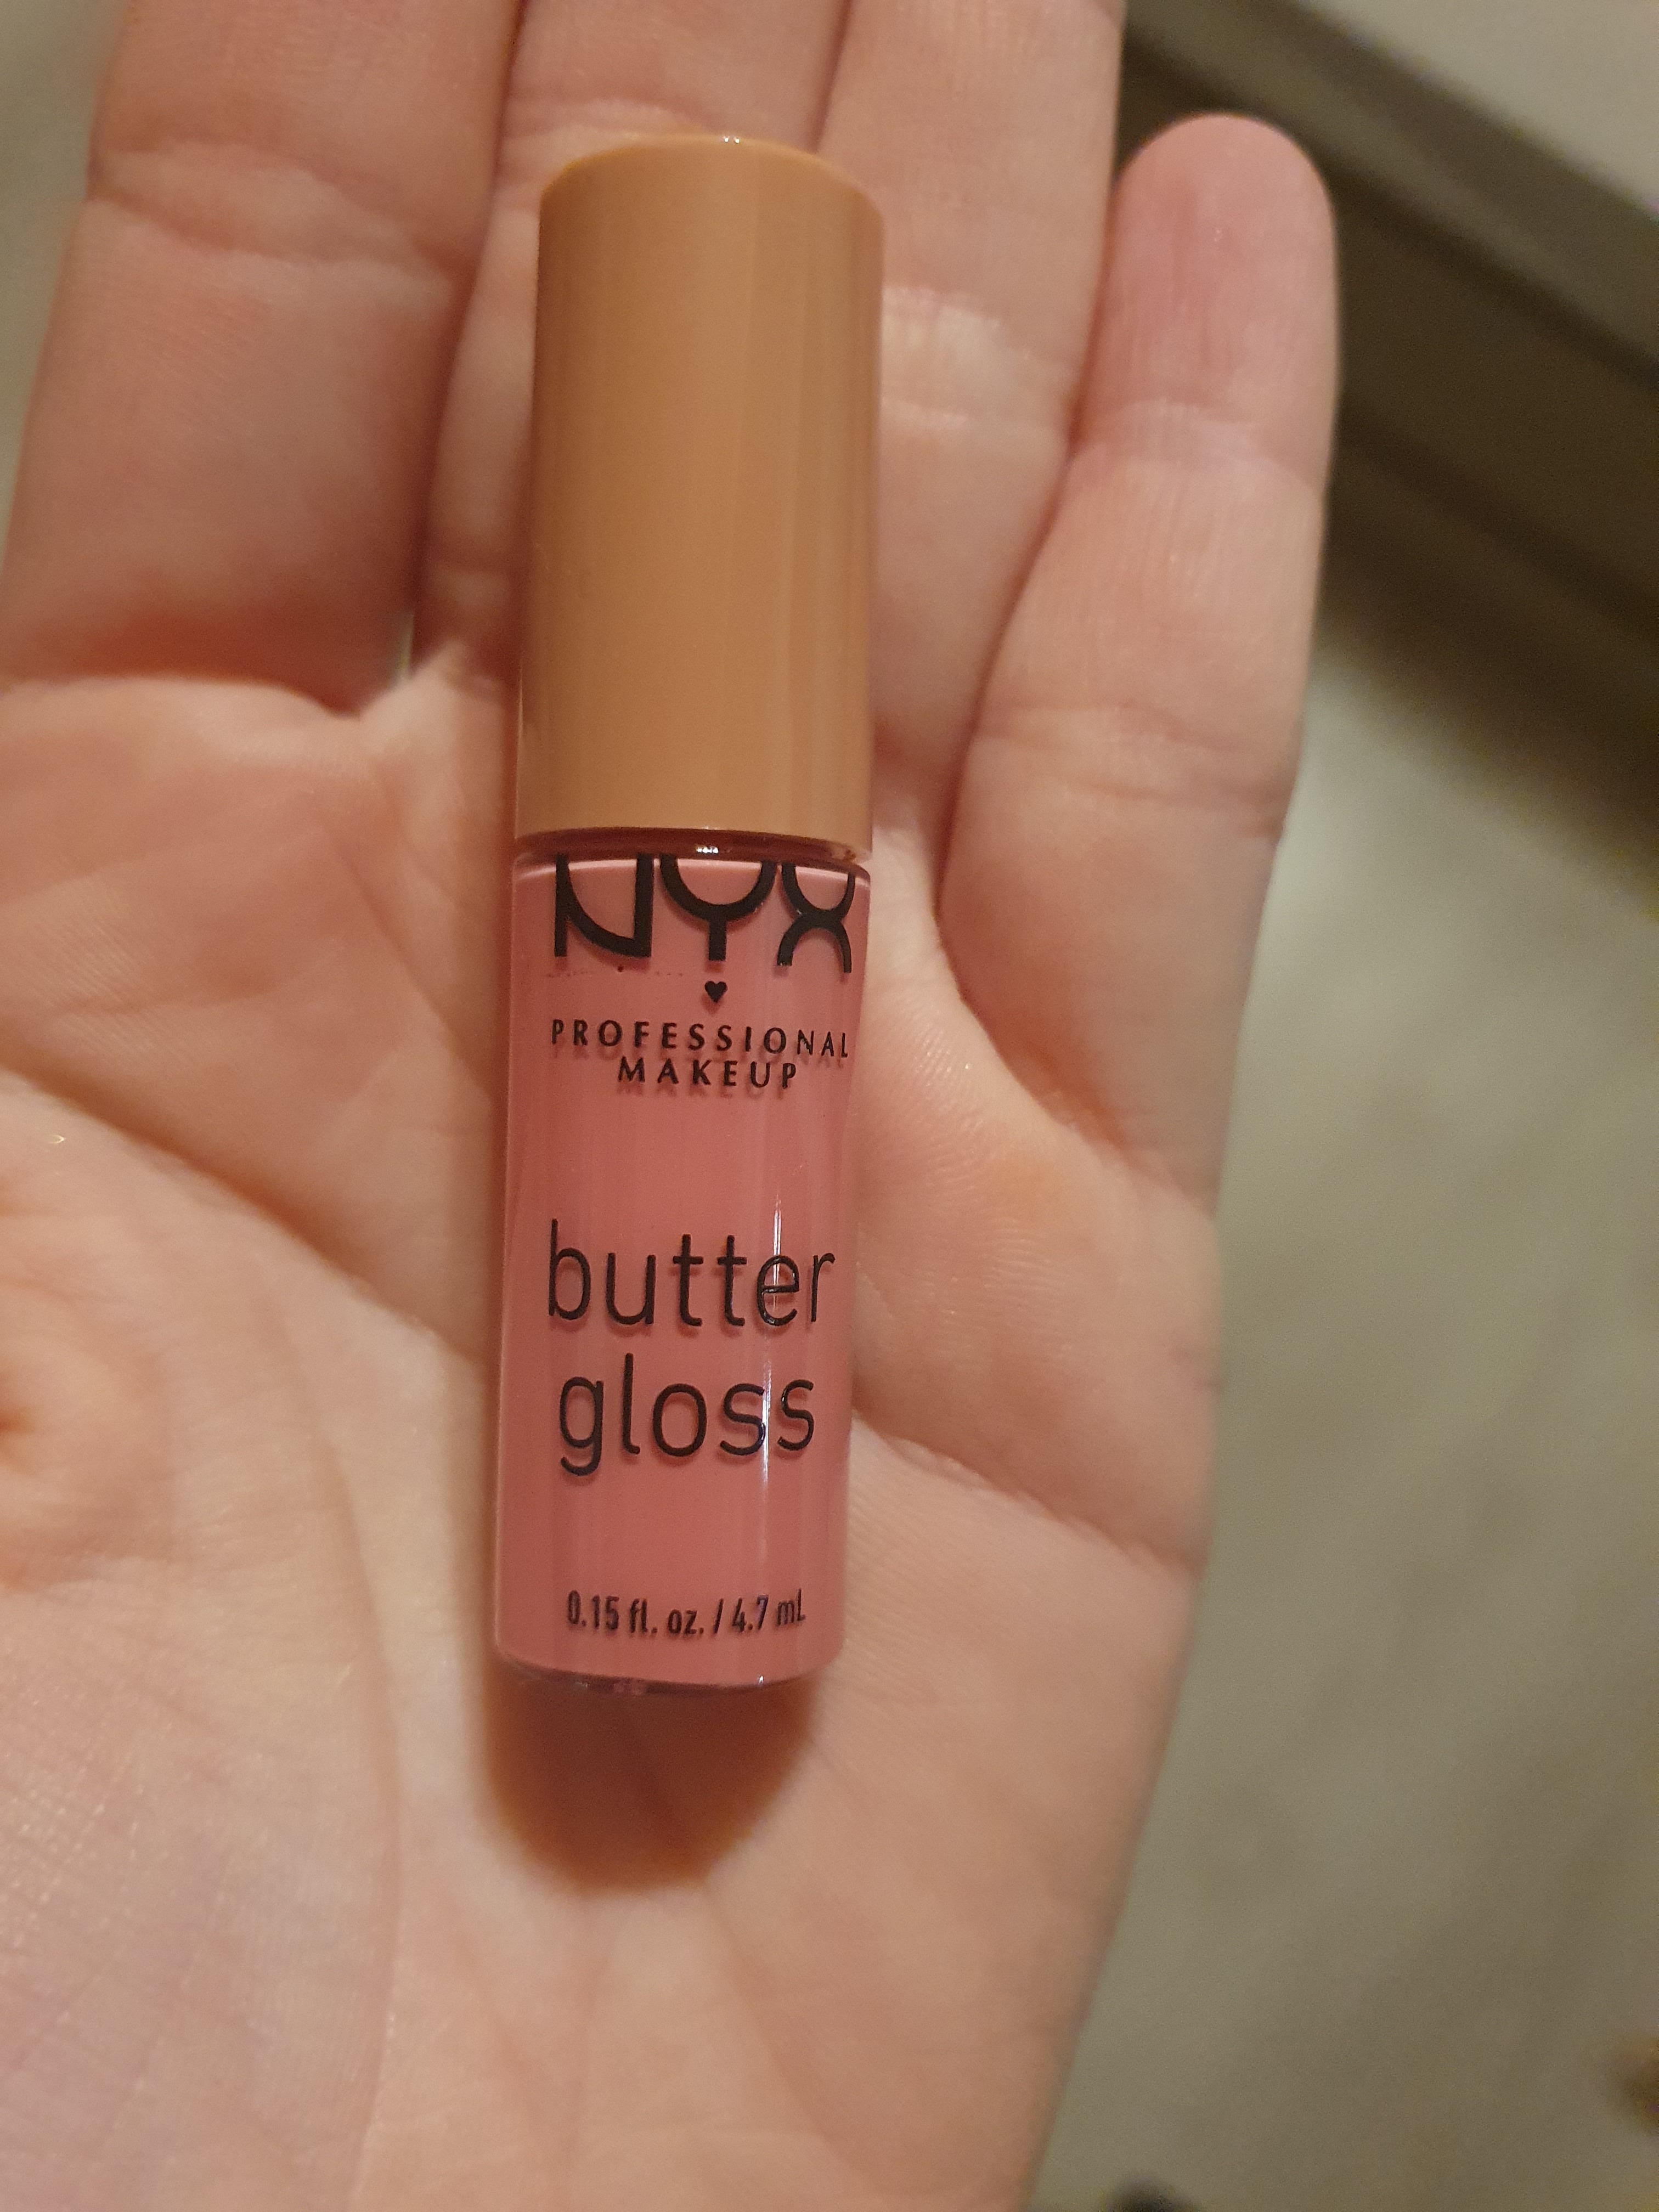 NYX
PROFESSIONAL
MAKEUP
butter
gloss
0.15 fl. oz. / 4.7 mL